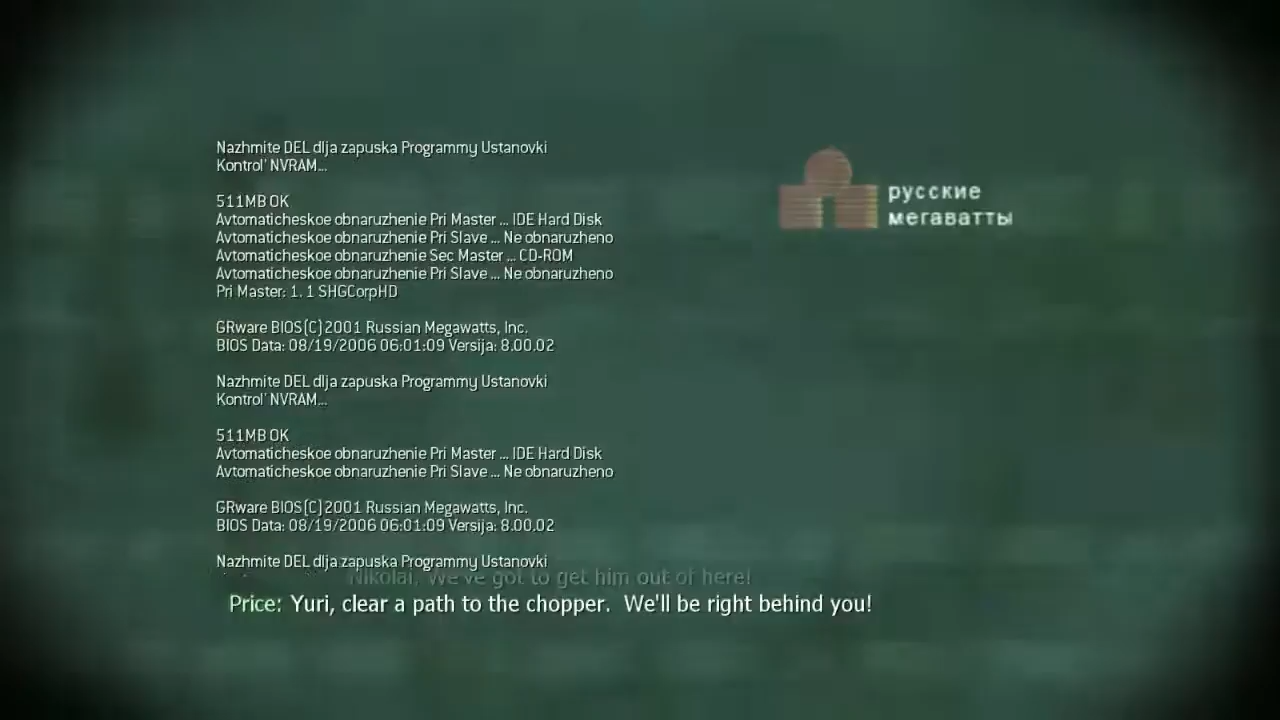 Nazhmite DEL dlja zapuska Programmy Ustanovki
Kontrol' NVRAM...
511MB OK
Avtomaticheskoe obnaruzhenie Pri Master ... IDE Hard Disk
Avtomaticheskoe obnaruzhenie Pri Slave ... Ne obnaruzheno
Avtomaticheskoe obnaruzhenie Sec Master ... CD-ROM
Avtomaticheskoe obnaruzhenie Pri Slave ... Ne obnaruzheno
Pri Master: 1. 1 SHGCorpHD
GRware BIOS(C)2001 Russian Megawatts, Inc.
BIOS Data: 08/19/2006 06:01:09 Versija: 8.00.02
Nazhmite DEL dlja zapuska Programmy Ustanovki
Kontrol' NVRAM...
511MB OK
Avtomaticheskoe obnaruzhenie Pri Master ... IDE Hard Disk
Avtomaticheskoe obnaruzhenie Pri Slave ... Ne obnaruzheno
GRware BIOS(C)2001 Russian Megawatts, Inc.
BIOS Data: 08/19/2006 06:01:09 Versija: 8.00.02
Nazhmite DEL dlja zapuska Programmy Ustanovki
русские
мегаватты
Nikolai, We've got to get him out of here!
Price: Yuri, clear a path to the chopper. We'll be right behind you!